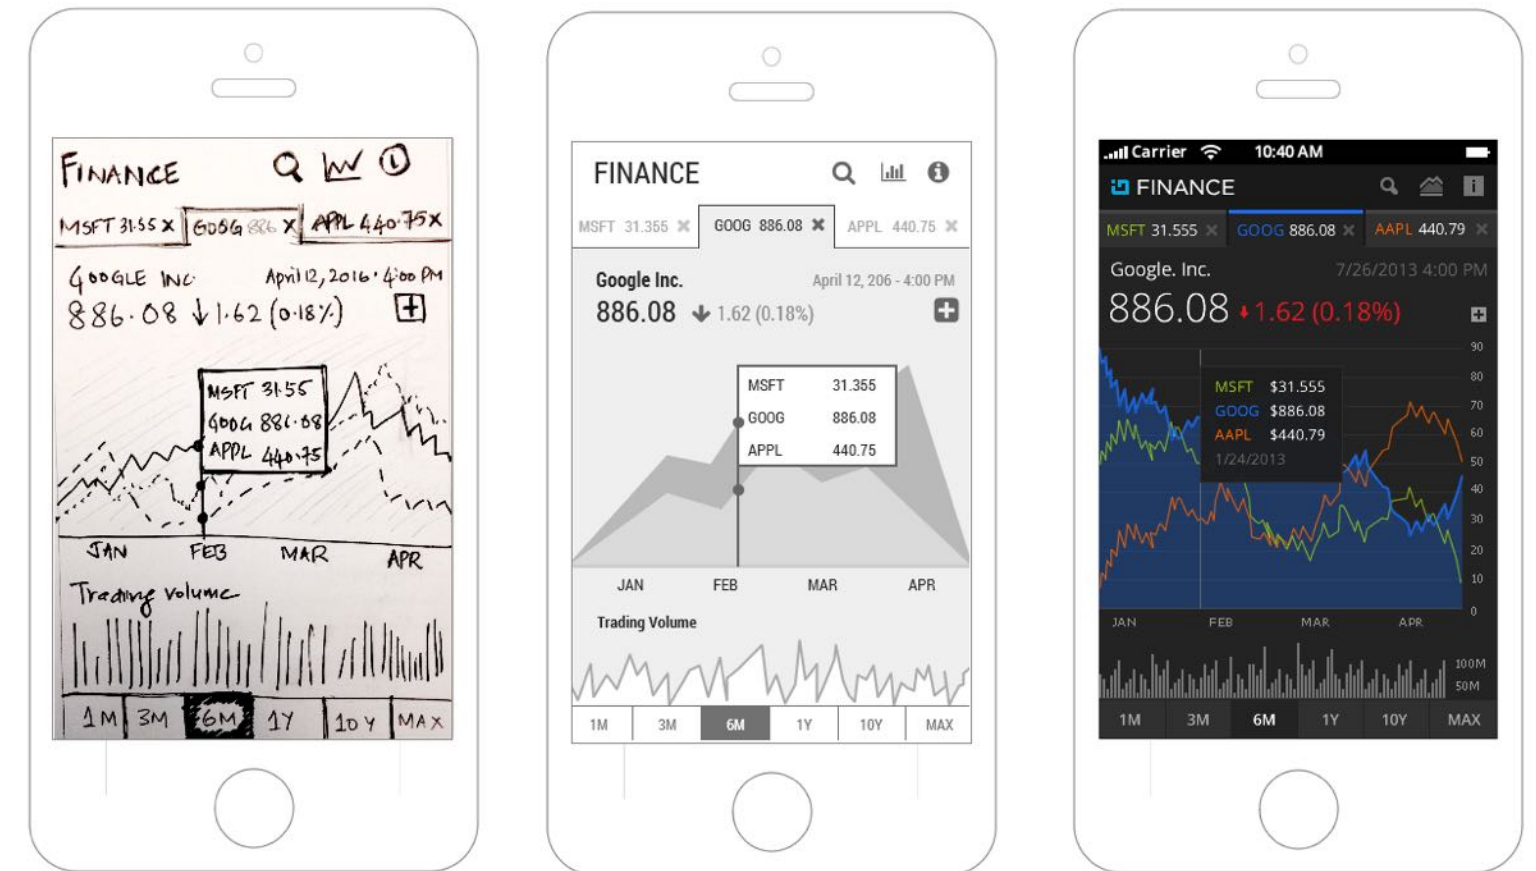 FINANCE
MSFT 31.55 X GOOG 886 X APPL 440.75 X
GOOGLE INC. April 12, 2016 · 4:00 PM
886.08 ↓ 1.62 (0.18%)
MSFT 31.55
GOOG 886.08
APPL 440.75
JAN FEB MAR APR
Trading Volume
1M 3M 6M 1Y 10Y MAX
FINANCE
MSFT 31.355 GOOG 886.08 APPL 440.75
Google Inc. April 12, 206 - 4:00 PM
886.08 1.62 (0.18%)
MSFT 31.355
GOOG 886.08
APPL 440.75
JAN FEB MAR APR
Trading Volume
1M 3M 6M 1Y 10Y MAX
Carrier 10:40 AM
FINANCE
MSFT 31.555 GOOG 886.08 AAPL 440.79
Google. Inc. 7/26/2013 4:00 PM
886.08 1.62 (0.18%)
90
80
MSFT $31.555
GOOG $886.08
70
AAPL $440.79
60
1/24/2013
50
40
30
20
10
0
JAN FEB MAR APR
100M
50M
1M 3M 6M 1Y 10Y MAX